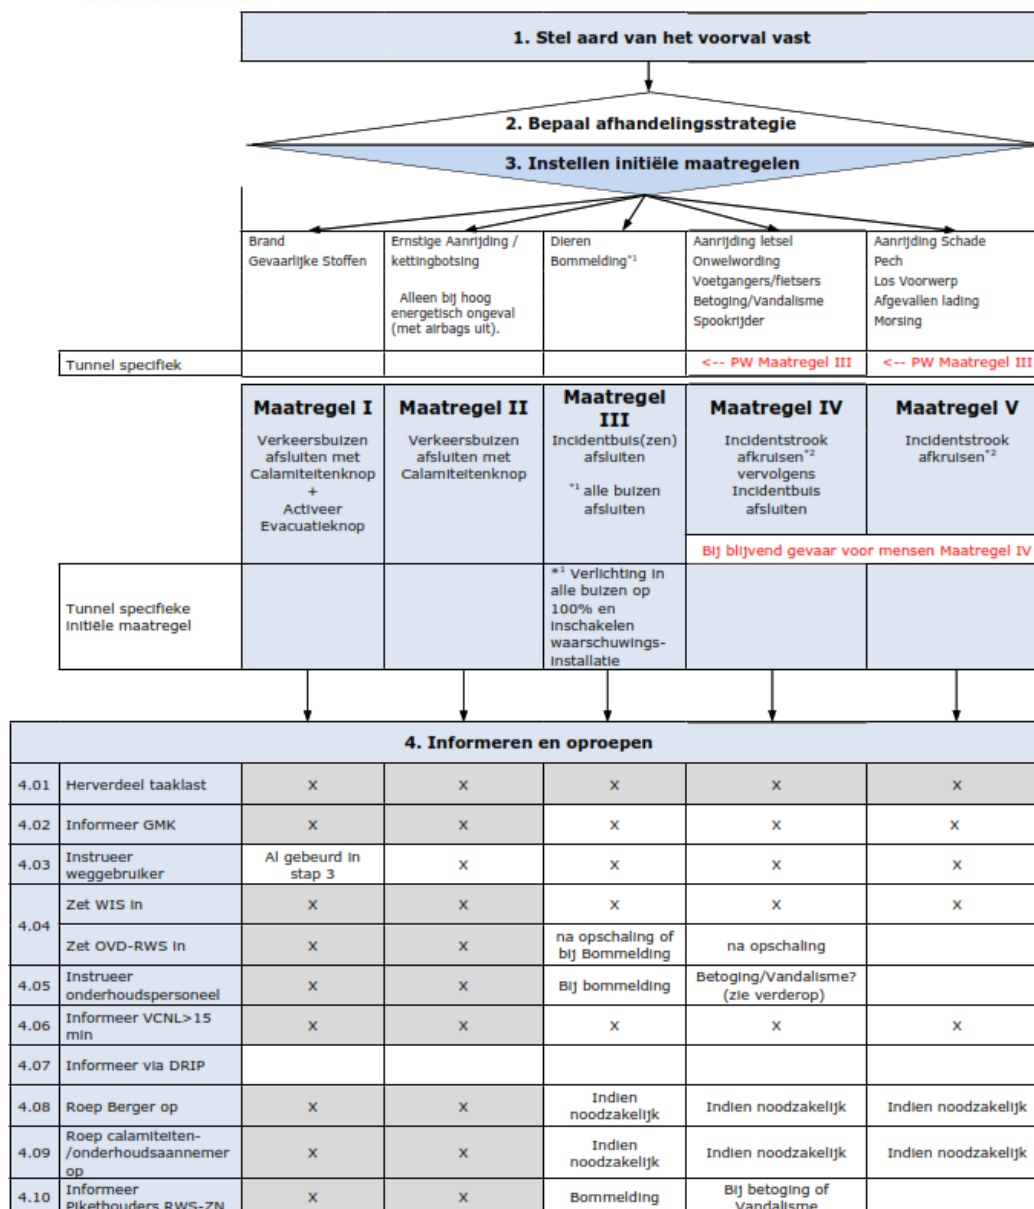 1. Stel aard van het voorval vast
2. Bepaal afhandelingsstrategie
3. Instellen initiële maatregelen
Brand
Gevaarlijke Stoffen
Ernstige Aanrijding /
kettingbotsing
Alleen bij hoog
energetisch ongeval
(met airbags uit).
Dieren
Bommelding*1
Aanrijding letsel
Onwelwording
Voetgangers/fietsers
Betoging/Vandalisme
Spookrijder
Aanrijding Schade
Pech
Los Voorwerp
Afgevallen lading
Morsing
Tunnel specifiek
<-- PW Maatregel III
<-- PW Maatregel III
Maatregel I
Verkeersbuizen
afsluiten met
Calamiteitenknop
+
Activeer
Evacuatieknop
Maatregel II
Verkeersbuizen
afsluiten met
Calamiteitenknop
Maatregel
III
Incidentbuis(zen)
afsluiten
*1 alle buizen
afsluiten
Maatregel IV
Incidentstrook
afkruisen*2
vervolgens
Incidentbuis
afsluiten
Maatregel V
Incidentstrook
afkruisen*2
Bij blijvend gevaar voor mensen Maatregel IV
Tunnel specifieke
initiële maatregel
*1 Verlichting in
alle buizen op
100% en
inschakelen
waarschuwings-
installatie
4. Informeren en oproepen
4.01 Herverdeel taaklast X X X X X
4.02 Informeer GMK X X X X X
4.03 Instrueer
weggebruiker
Al gebeurd in
stap 3
X X X X
4.04
Zet WIS in X X X X X
Zet OVD-RWS in X X
na opschaling of
bij Bommelding
na opschaling
4.05 Instrueer
onderhoudspersoneel
X X Bij bommelding
Betoging/Vandalisme?
(zie verderop)
4.06 Informeer VCNL>15
min
X X X X X
4.07 Informeer via DRIP
4.08 Roep Berger op X X
Indien
noodzakelijk
Indien noodzakelijk Indien noodzakelijk
4.09 Roep calamiteiten-
/onderhoudsaannemer
op
X X
Indien
noodzakelijk
Indien noodzakelijk Indien noodzakelijk
4.10 Informeer
Pikethouders RWS-ZN
X X Bommelding
Bij betoging of
Vandalisme